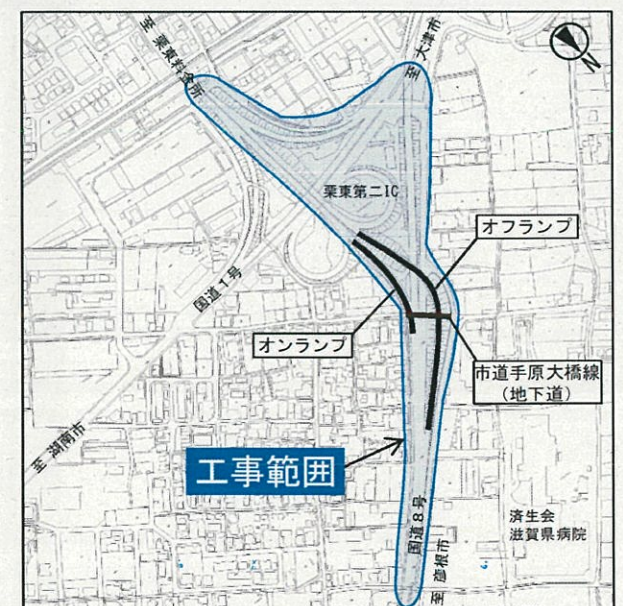 至 栗東料金所
至 大津市
N
栗東第二IC
オフランプ
国道1号
オンランプ
市道手原大橋線
（地下道）
至 湖南市
工事範囲
国道8号
済生会
滋賀県病院
至 彦根市